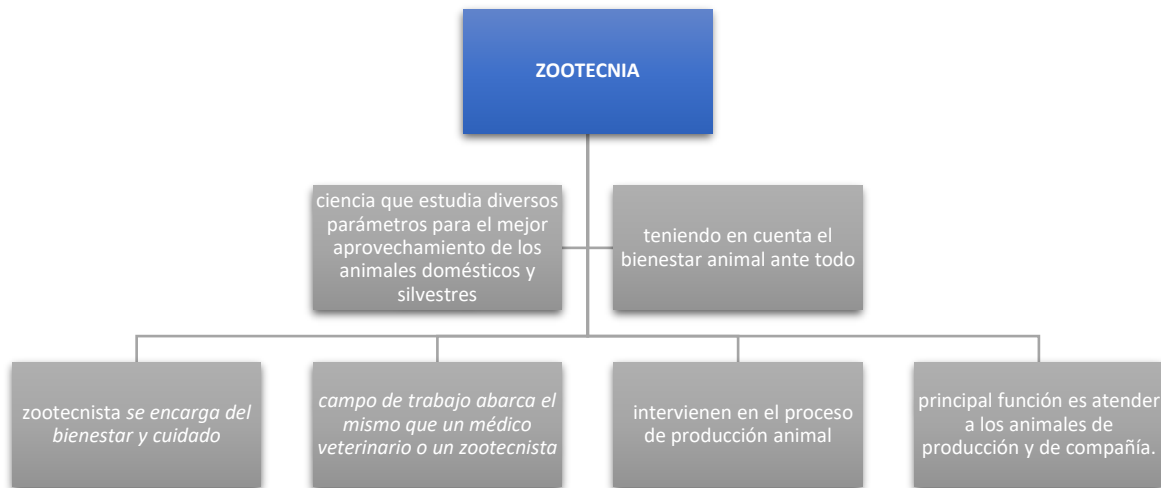 ZOOTECNIA
ciencia que estudia diversos
parámetros para el mejor
aprovechamiento de los
animales domésticos y
silvestres
teniendo en cuenta el
bienestar animal ante todo
zootecnista se encarga del
bienestar y cuidado
campo de trabajo abarca el
mismo que un médico
veterinario o un zootecnista
intervienen en el proceso
de producción animal
principal función es atender
a los animales de
producción y de compañía.